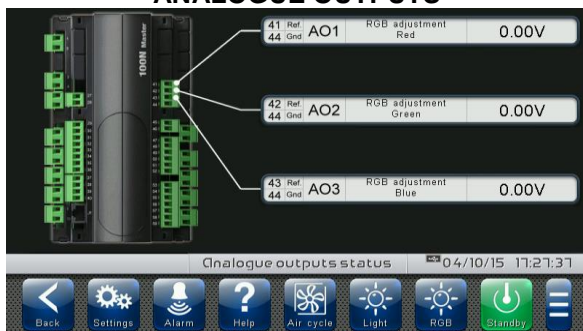 ANALOGUE OUTPUTS
100N Master
41 Ref.
44 Gnd
AO1
RGB adjustment
Red
0.00V
42 Ref.
44 Gnd
AO2
RGB adjustment
Green
0.00V
43 Ref.
44 Gnd
AO3
RGB adjustment
Blue
0.00V
Analogue outputs status
04/10/15 17:27:37
Back
Settings
Alarm
Help
Air cycle
Light
RGB
Standby